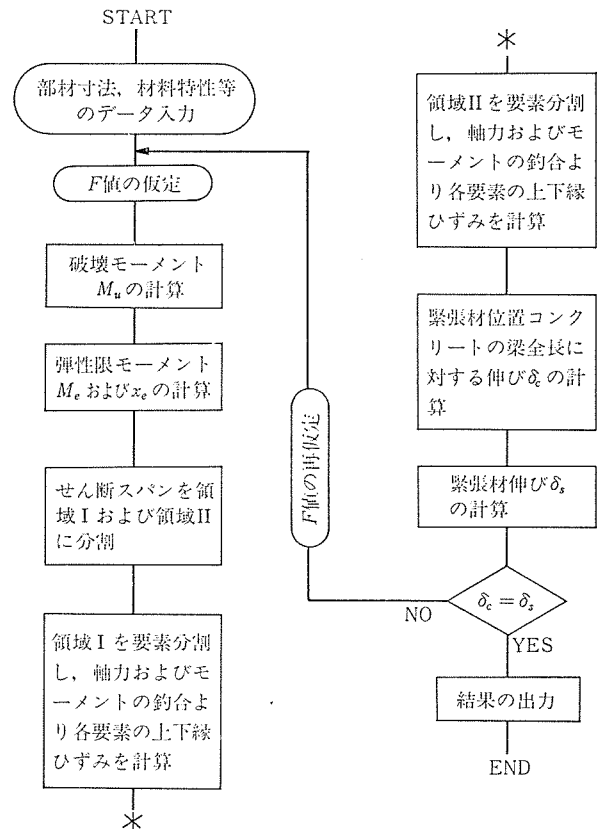 START
部材寸法，材料特性等
のデータ入力
F値の仮定
破壊モーメント
Muの計算
弾性限モーメント
Meおよびxeの計算
せん断スパンを領
域Ⅰおよび領域Ⅱ
に分割
領域Ⅰを要素分割
し，軸力およびモ
ーメントの釣合よ
り各要素の上下縁
ひずみを計算
*
*
領域Ⅱを要素分割
し，軸力およびモ
ーメントの釣合
より各要素の上下縁
ひずみを計算
緊張材位置コンク
リートの梁全長に
対する伸びδcの計
算
緊張材伸びδs
の計算
δc＝δs
NO
YES
F値の再仮定
結果の出力
END